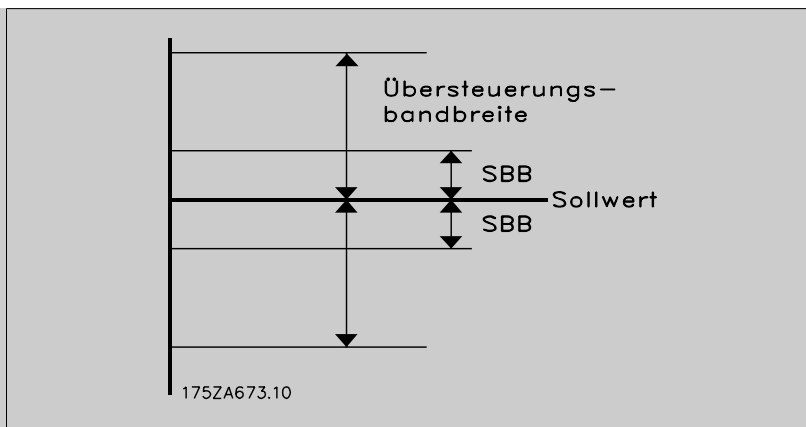 Übersteuerungs–
bandbreite
SBB
Sollwert
SBB
175ZA673.10